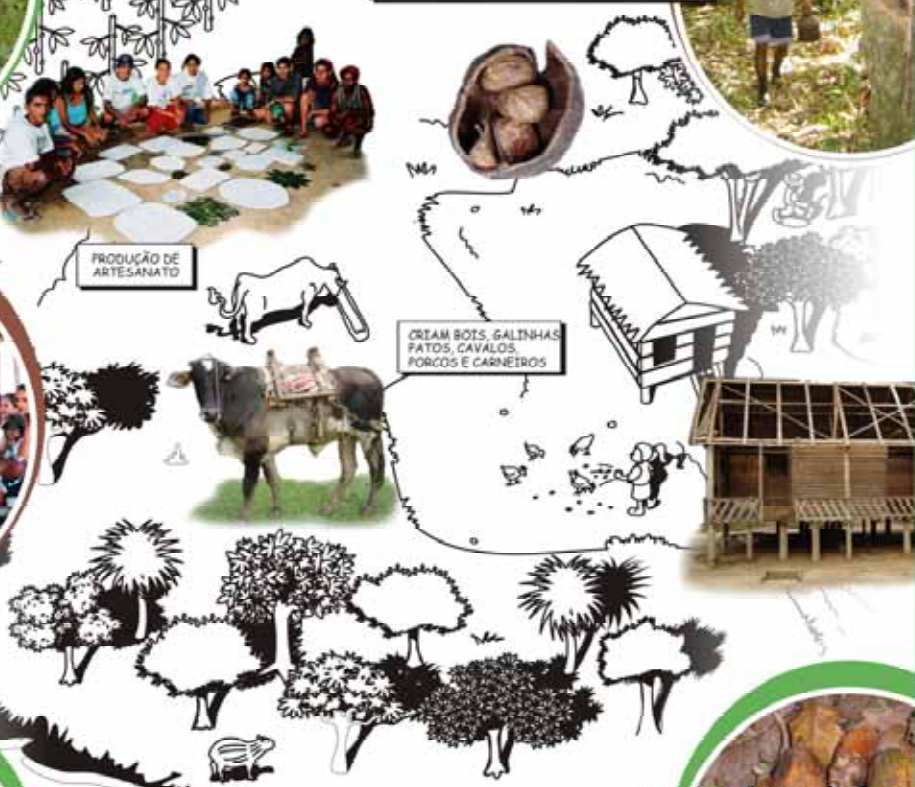 PRODUÇÃO DE
ARTESANATO
CRIAM BOIS, GALINHAS
PATOS, CAVALOS,
PORCOS E CARNEIROS